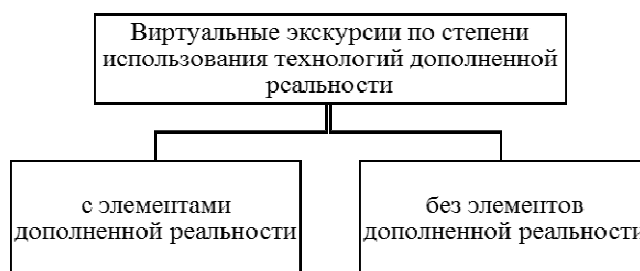 Виртуальные экскурсии по степени
использования технологий дополненной
реальности
с элементами
дополненной реальности
без элементов
дополненной реальности